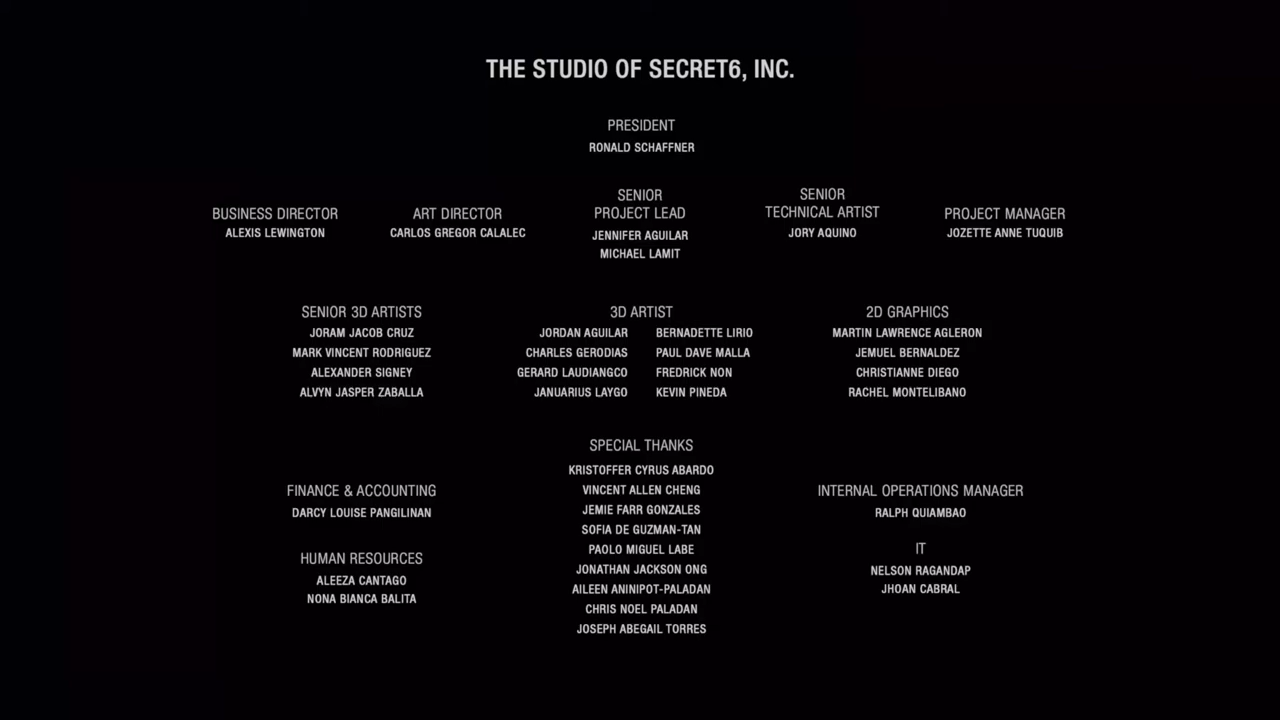 THE STUDIO OF SECRET6, INC.
PRESIDENT
RONALD SCHAFFNER
BUSINESS DIRECTOR
ALEXIS LEWINGTON
ART DIRECTOR
CARLOS GREGOR CALALEC
SENIOR
PROJECT LEAD
JENNIFER AGUILAR
MICHAEL LAMIT
SENIOR
TECHNICAL ARTIST
JORY AQUINO
PROJECT MANAGER
JOZETTE ANNE TUQUIB
SENIOR 3D ARTISTS
JORAM JACOB CRUZ
MARK VINCENT RODRIGUEZ
ALEXANDER SIGNEY
ALVYN JASPER ZABALLA
3D ARTIST
JORDAN AGUILAR
CHARLES GERODIAS
GERARD LAUDIANGCO
JANUARIUS LAYGO
BERNADETTE LIRIO
PAUL DAVE MALLA
FREDRICK NON
KEVIN PINEDA
2D GRAPHICS
MARTIN LAWRENCE AGLERON
JEMUEL BERNALDEZ
CHRISTIANNE DIEGO
RACHEL MONTELIBANO
FINANCE & ACCOUNTING
DARCY LOUISE PANGILINAN
HUMAN RESOURCES
ALEEZA CANTAGO
NONA BIANCA BALITA
SPECIAL THANKS
KRISTOFFER CYRUS ABARDO
VINCENT ALLEN CHENG
JEMIE FARR GONZALES
SOFIA DE GUZMAN-TAN
PAOLO MIGUEL LABE
JONATHAN JACKSON ONG
AILEEN ANINIPOT-PALADAN
CHRIS NOEL PALADAN
JOSEPH ABEGAIL TORRES
INTERNAL OPERATIONS MANAGER
RALPH QUIAMBAO
IT
NELSON RAGANDAP
JHOAN CABRAL